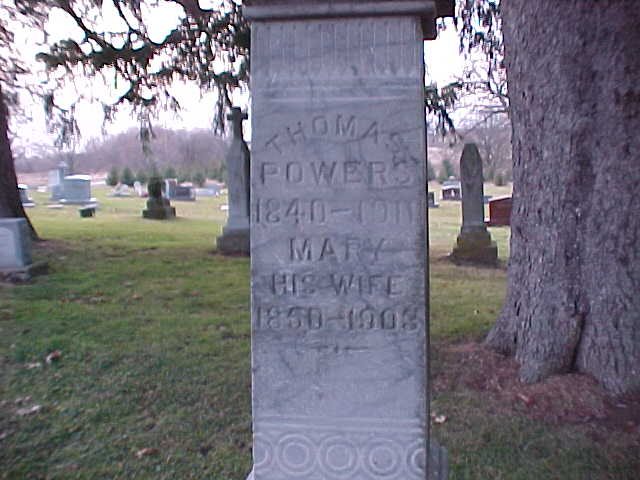 THOMAS
POWERS
1840-1911
MARY
HIS WIFE
1850-1908